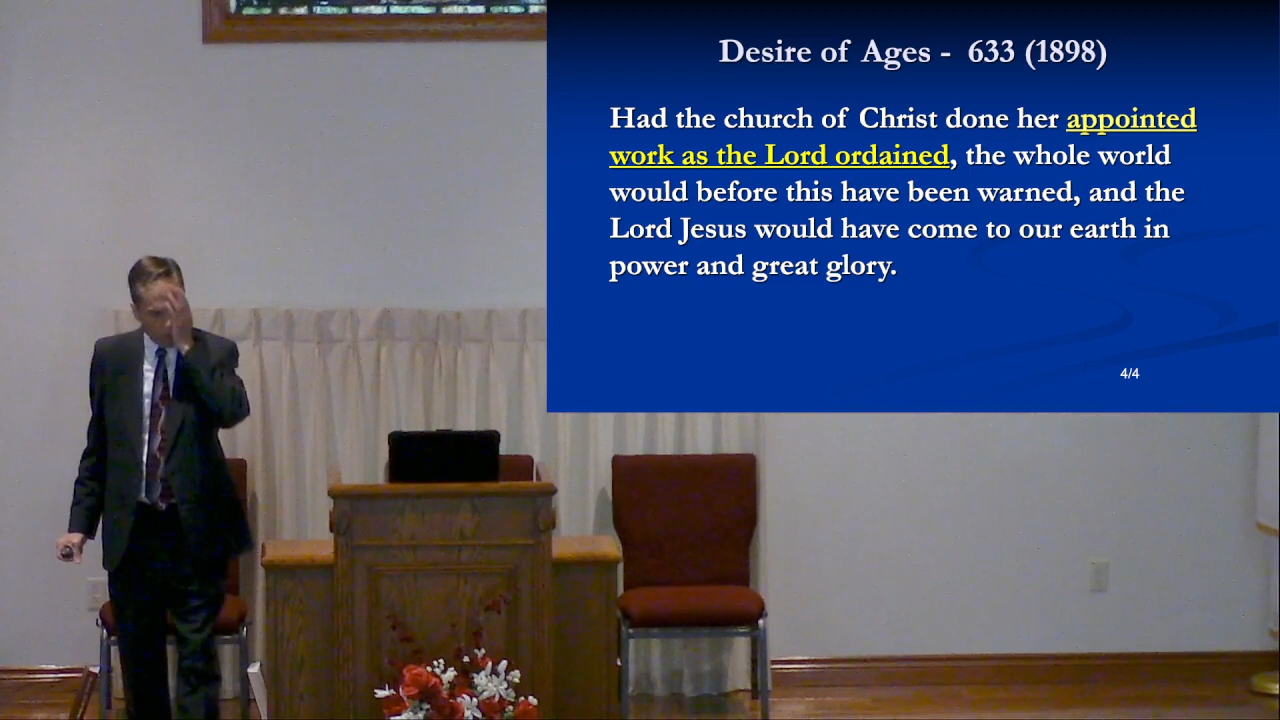 Desire of Ages - 633 (1898)
Had the church of Christ done her appointed
work as the Lord ordained, the whole world
would before this have been warned, and the
Lord Jesus would have come to our earth in
power and great glory.
4/4